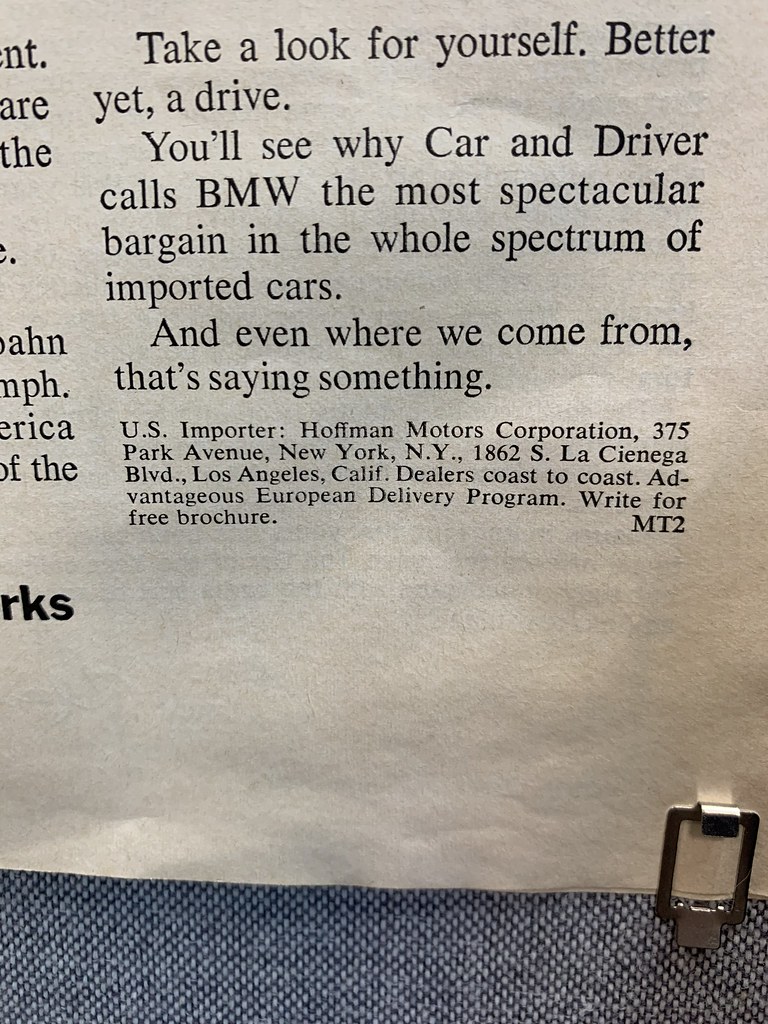 ent.
are
the
e.
bahn
mph.
erica
of the
rks
Take a look for yourself. Better
yet, a drive.
You'll see why Car and Driver
calls BMW the most spectacular
bargain in the whole spectrum of
imported cars.
And even where we come from,
that's saying something.
U.S. Importer: Hoffman Motors Corporation, 375
Park Avenue, New York, N.Y., 1862 S. La Cienega
Blvd., Los Angeles, Calif. Dealers coast to coast. Ad-
vantageous European Delivery Program. Write for
free brochure. MT2